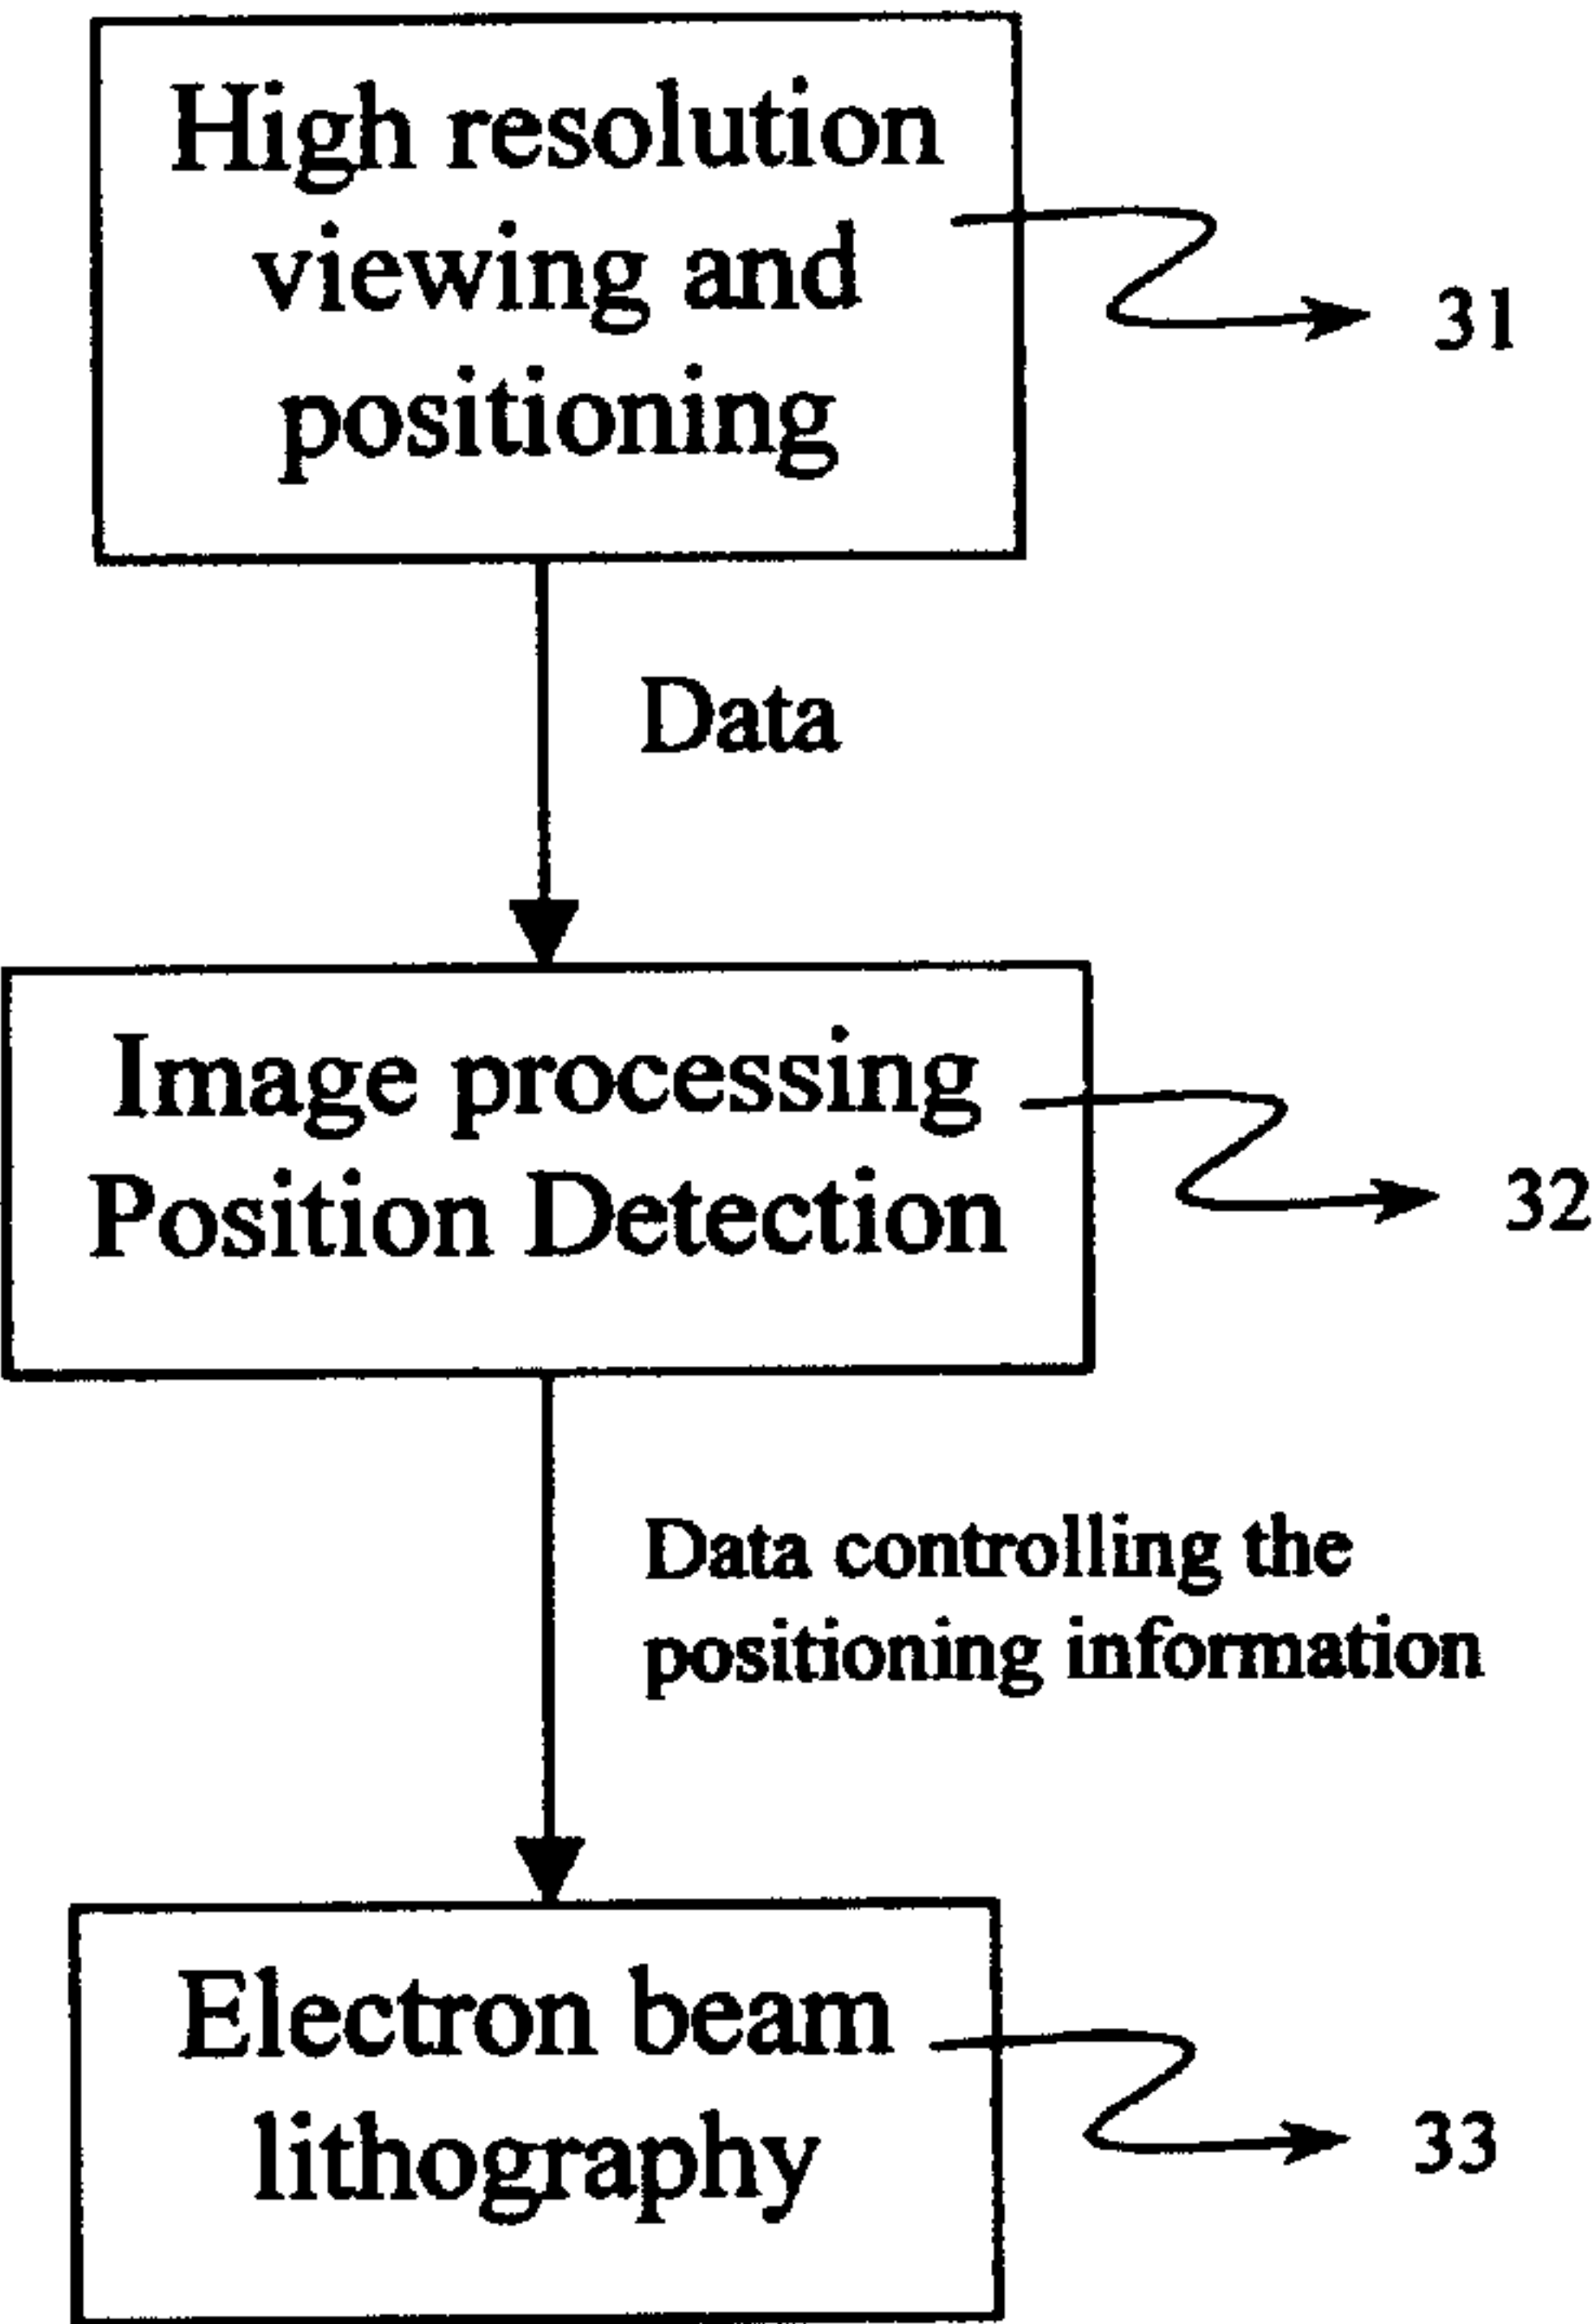 High resolution
viewing and
positioning
31
Data
Image processing
Position Detection
32
Data controlling the
positioning information
Electron beam
lithography
33